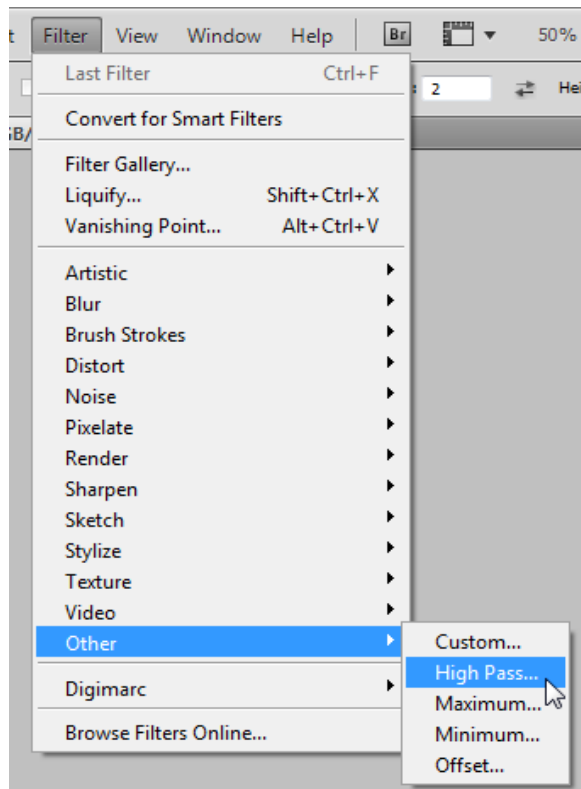 t Filter View Window Help Br 50%
Last Filter Ctrl+F : 2 Hei
Convert for Smart Filters
GB/
Filter Gallery...
Liquify... Shift+Ctrl+X
Vanishing Point... Alt+Ctrl+V
Artistic
Blur
Brush Strokes
Distort
Noise
Pixelate
Render
Sharpen
Sketch
Stylize
Texture
Video
Other
Custom...
High Pass...
Maximum...
Minimum...
Offset...
Digimarc
Browse Filters Online...